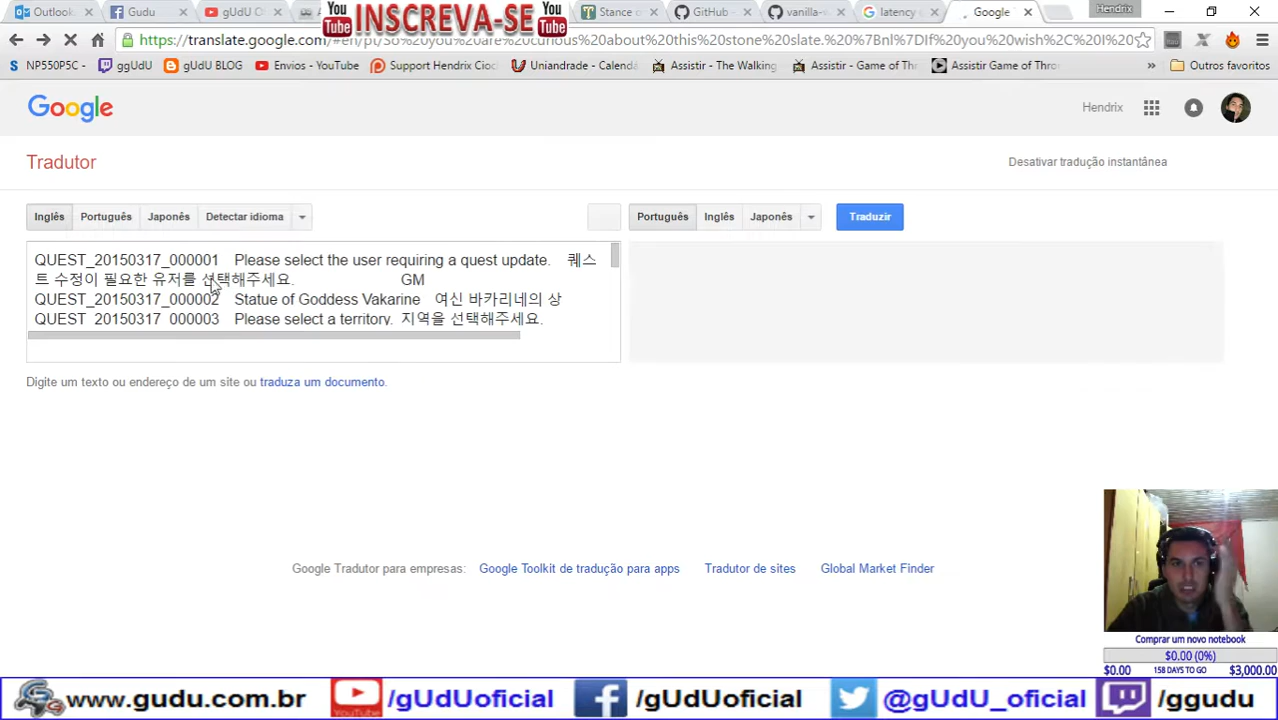 Outlook
Gudu
gUdU O
INSCREVA-SE
You Tube
You Tube
Stance o
GitHub -
vanilla-
latency
Google
Hendrix
https://translate.google.com/#en/pt/So%20you%20are%20curious%20about%20this%20stone%20state.%20%7Bnl%7DIf%20you%20wish%2C%20I%20
NP550P5C -
ggUdU
gUdU BLOG
Envios - YouTube
Support Hendrix Cioc
Uniandrade - Calend
Assistir - The Walking
Assistir - Game of Thr
Assistir Game of Thro
»
Outros favoritos
Google
Hendrix
Tradutor
Desativar tradução instantânea
Inglês Português Japonês Detectar idioma
Português Inglês Japonês Traduzir
QUEST_20150317_000001 Please select the user requiring a quest update. 퀘스
트 수정이 필요한 유저를 선택해주세요. GM
QUEST_20150317_000002 Statue of Goddess Vakarine 여신 바카리네의 상
QUEST_20150317_000003 Please select a territory. 지역을 선택해주세요.
Digite um texto ou endereço de um site ou traduza um documento.
Google Tradutor para empresas: Google Toolkit de tradução para apps Tradutor de sites Global Market Finder
Comprar um novo notebook
$0.00 (0%)
$0.00 158 DAYS TO GO $3,000.00
www.gudu.com.br
YouTube
/gUdUoficial
/gUdUoficial
@gUdU_oficial
/ggudu